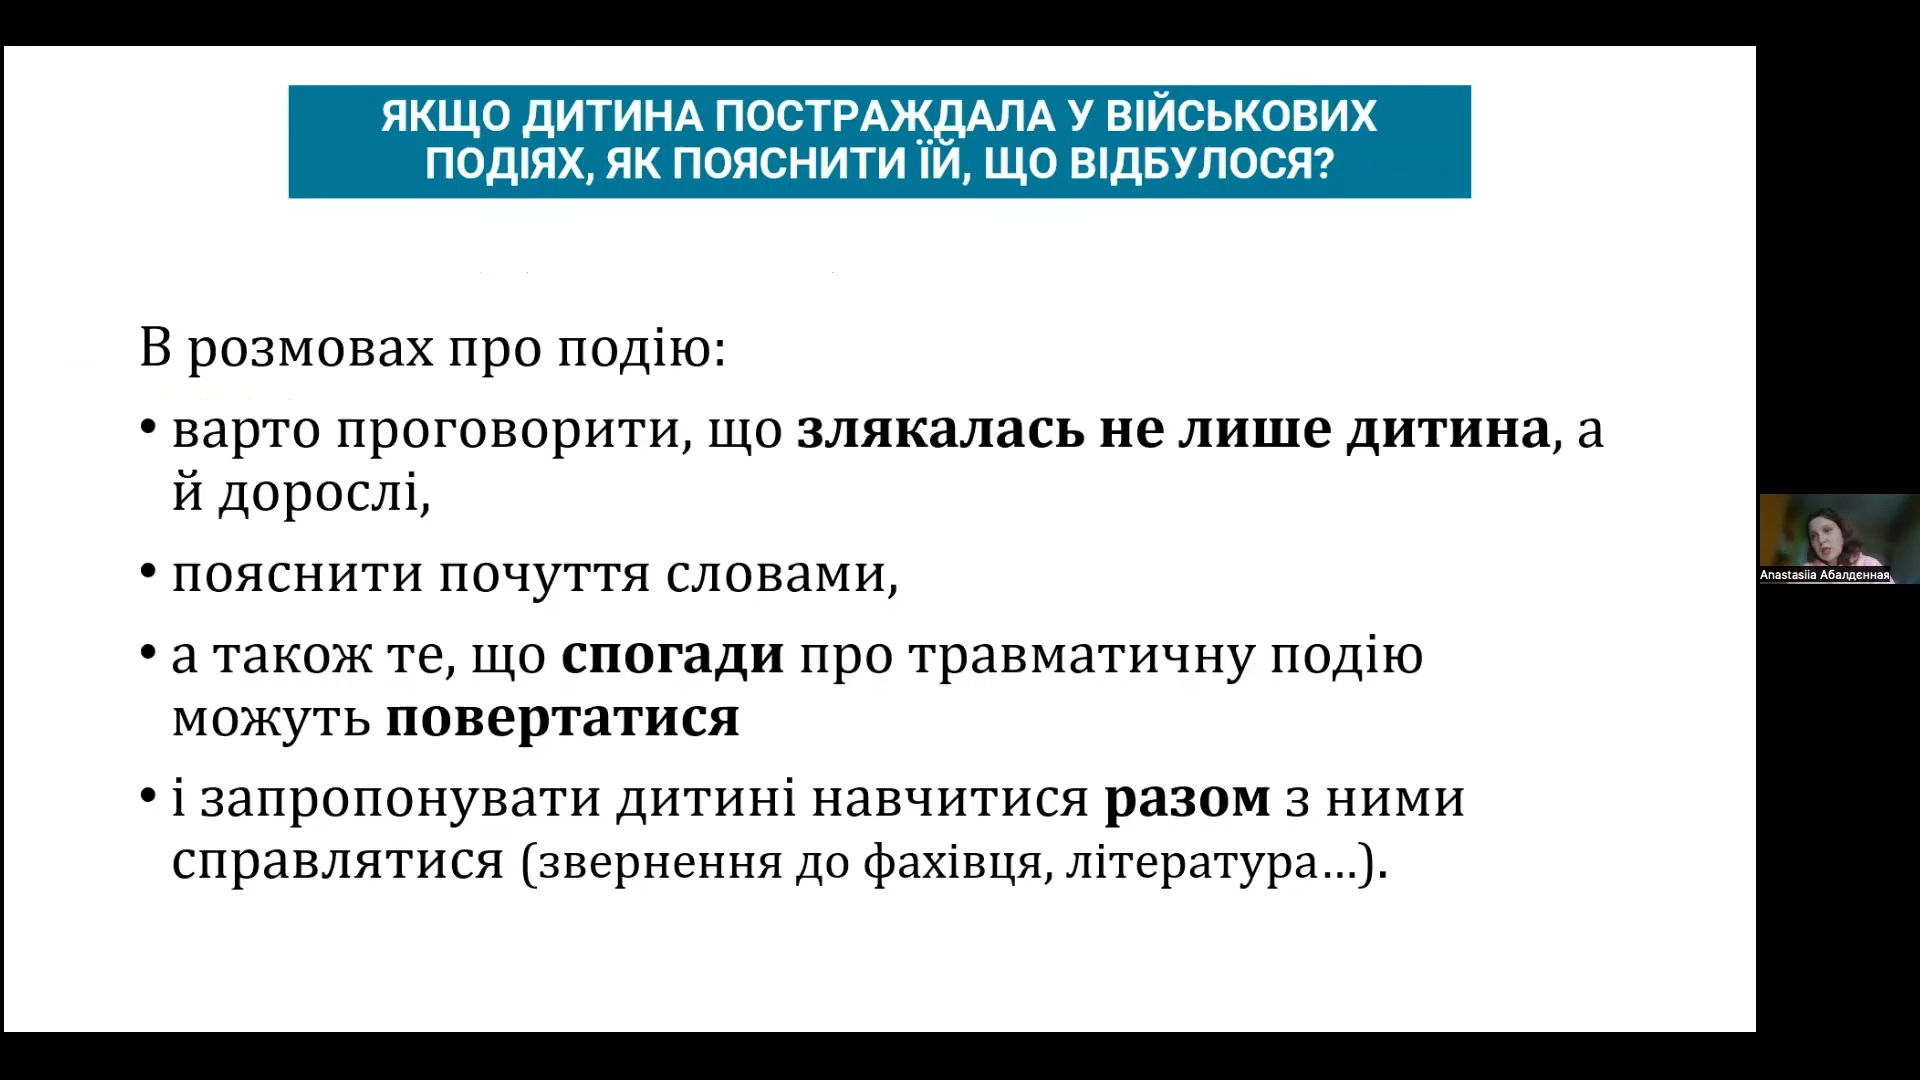 ЯКЩО ДИТИНА ПОСТРАЖДАЛА У ВІЙСЬКОВИХ
ПОДІЯХ, ЯК ПОЯСНИТИ ЇЙ, ЩО ВІДБУЛОСЯ?
В розмовах про подію:
• варто проговорити, що злякалась не лише дитина, а
й дорослі,
• пояснити почуття словами,
• а також те, що спогади про травматичну подію
можуть повертатися
• і запропонувати дитині навчитися разом з ними
справлятися (звернення до фахівця, література...).
Anastasiia Абалдєнная